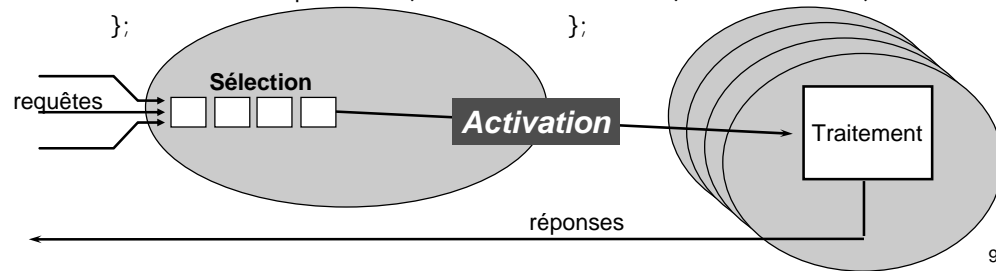 }; };
Sélection
requêtes
Activation
Traitement
réponses
9